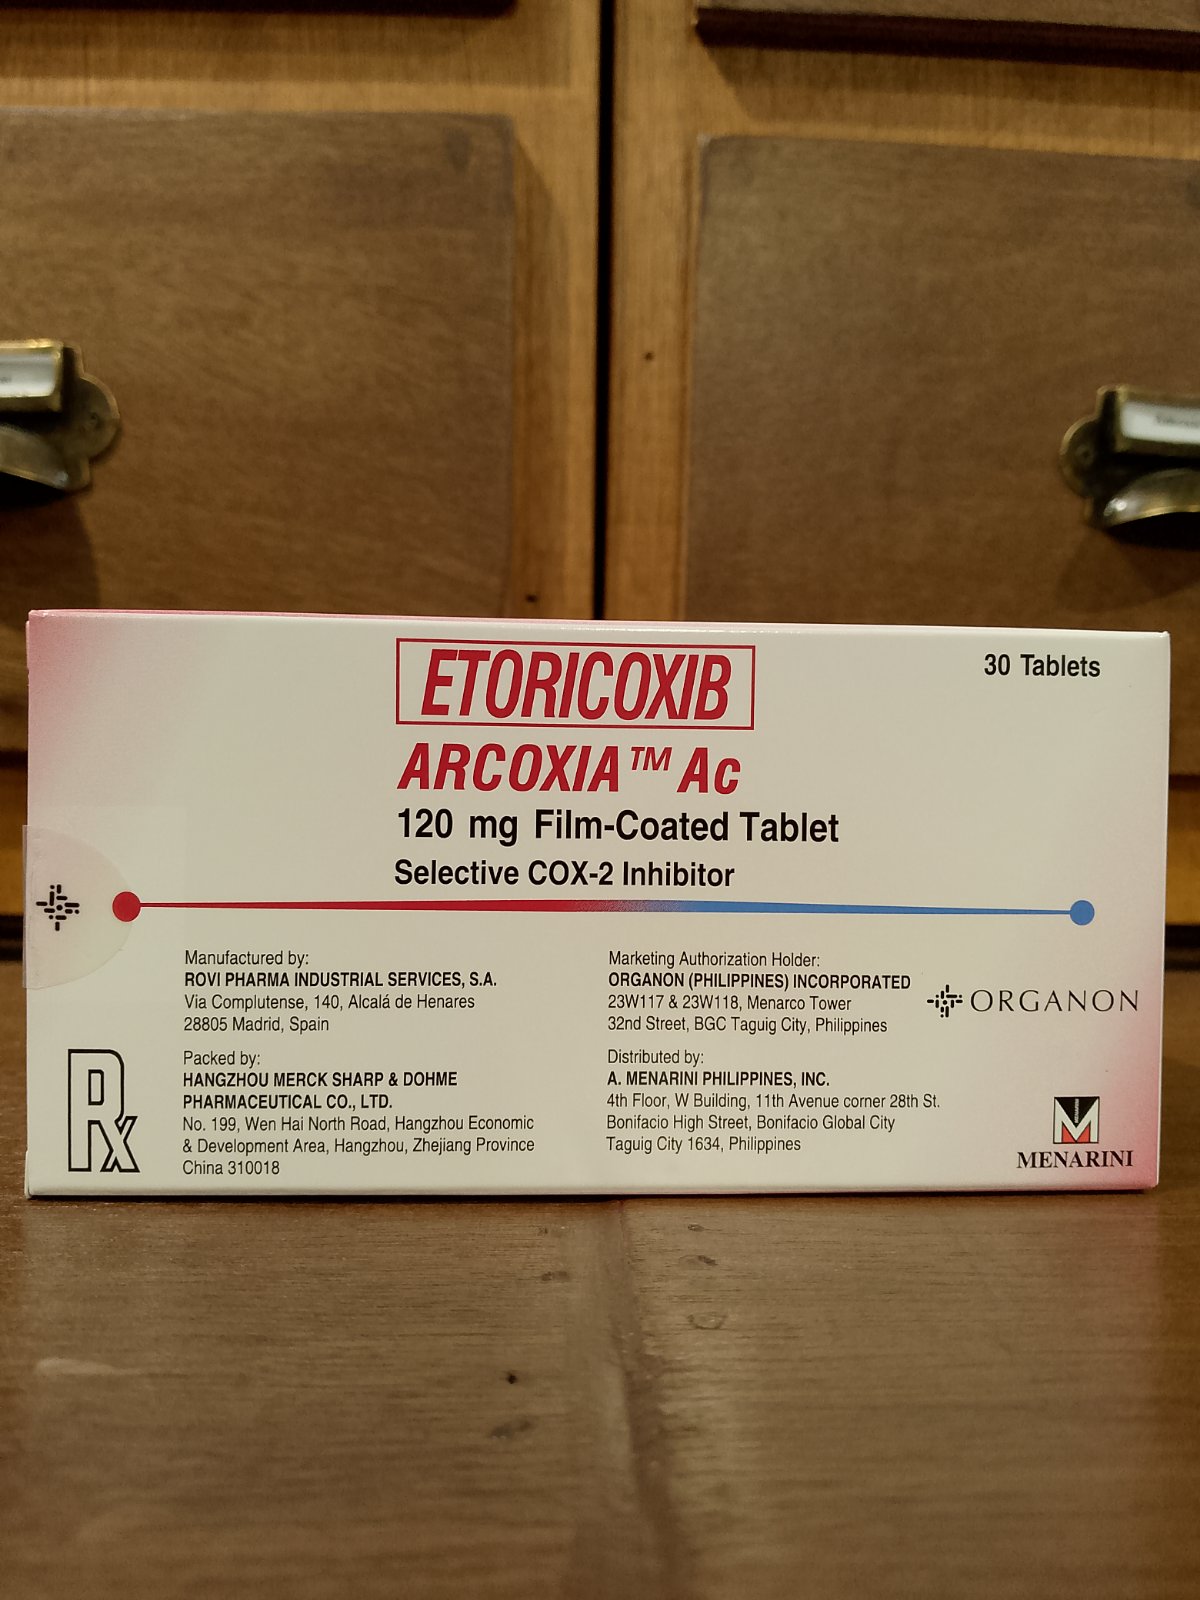 ETORICOXIB
30 Tablets
ARCOXIA™ Ac
120 mg Film-Coated Tablet
Selective COX-2 Inhibitor
Manufactured by:
ROVI PHARMA INDUSTRIAL SERVICES, S.A.
Via Complutense, 140, Alcalá de Henares
28805 Madrid, Spain
Packed by:
HANGZHOU MERCK SHARP & DOHME
PHARMACEUTICAL CO., LTD.
No. 199, Wen Hai North Road, Hangzhou Economic
& Development Area, Hangzhou, Zhejiang Province
China 310018
Rx
Marketing Authorization Holder:
ORGANON (PHILIPPINES) INCORPORATED
23W117 & 23W118, Menarco Tower
32nd Street, BGC Taguig City, Philippines
ORGANON
Distributed by:
A. MENARINI PHILIPPINES, INC.
4th Floor, W Building, 11th Avenue corner 28th St.
Bonifacio High Street, Bonifacio Global City
Taguig City 1634, Philippines
MENARINI